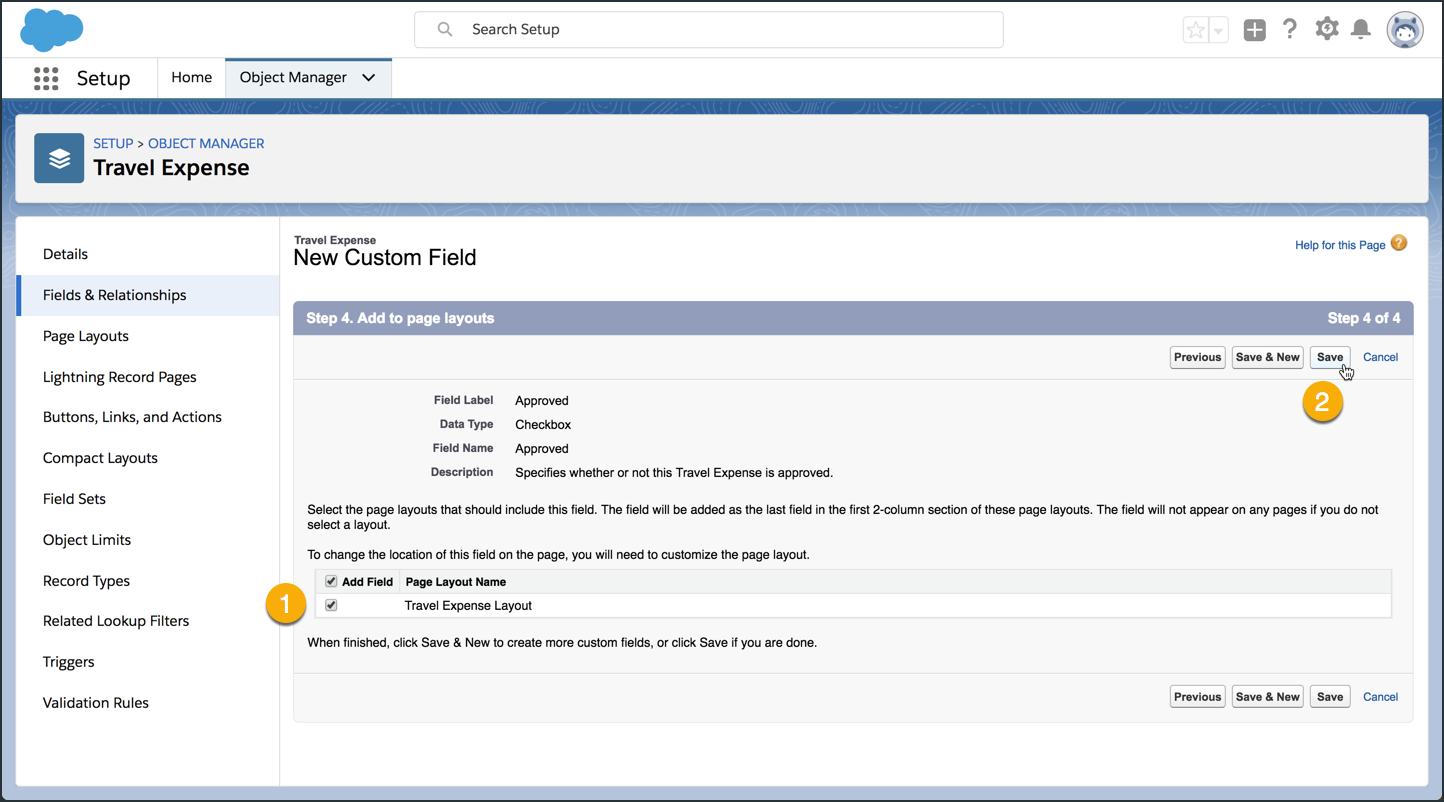 Search Setup
Setup
Home
Object Manager
SETUP > OBJECT MANAGER
Travel Expense
Details
Fields & Relationships
Page Layouts
Lightning Record Pages
Buttons, Links, and Actions
Compact Layouts
Field Sets
Object Limits
Record Types
Related Lookup Filters
Triggers
Validation Rules
Travel Expense
New Custom Field
Help for this Page ?
Step 4. Add to page layouts
Step 4 of 4
Previous Save & New Save Cancel
2
Field Label Approved
Data Type Checkbox
Field Name Approved
Description Specifies whether or not this Travel Expense is approved.
Select the page layouts that should include this field. The field will be added as the last field in the first 2-column section of these page layouts. The field will not appear on any pages if you do not
select a layout.
To change the location of this field on the page, you will need to customize the page layout.
Add Field Page Layout Name
1
Travel Expense Layout
When finished, click Save & New to create more custom fields, or click Save if you are done.
Previous Save & New Save Cancel